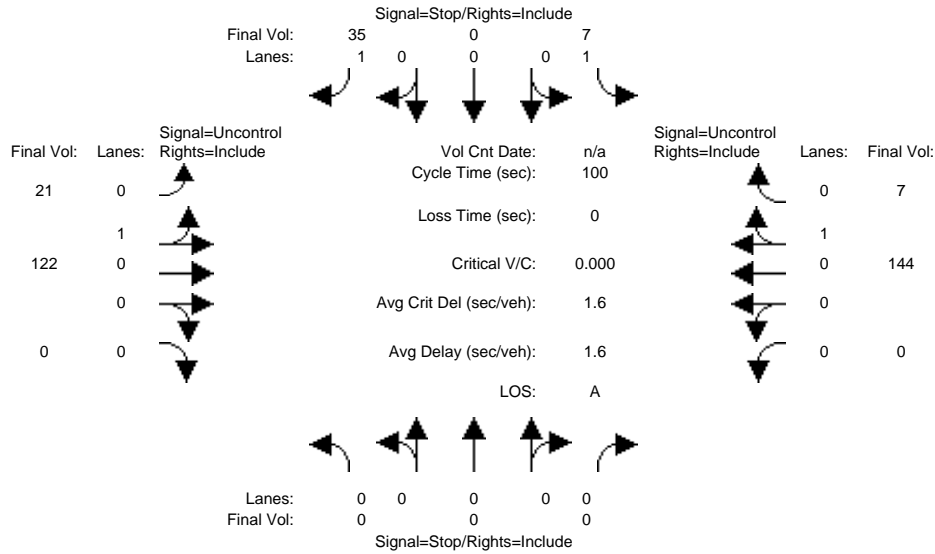 Signal=Stop/Rights=Include
Final Vol: 35 0 7
Lanes: 1 0 0 0 1
Signal=Uncontrol Signal=Uncontrol
Final Vol: Lanes: Rights=Include Vol Cnt Date: n/a Rights=Include Lanes: Final Vol:
Cycle Time (sec): 100
21 0 0 7
Loss Time (sec): 0
1 1
122 0 Critical V/C: 0.000 0 144
0 Avg Crit Del (sec/veh): 1.6 0
0 0 Avg Delay (sec/veh): 1.6 0 0
LOS: A
Lanes: 0 0 0 0 0
Final Vol: 0 0 0
Signal=Stop/Rights=Include